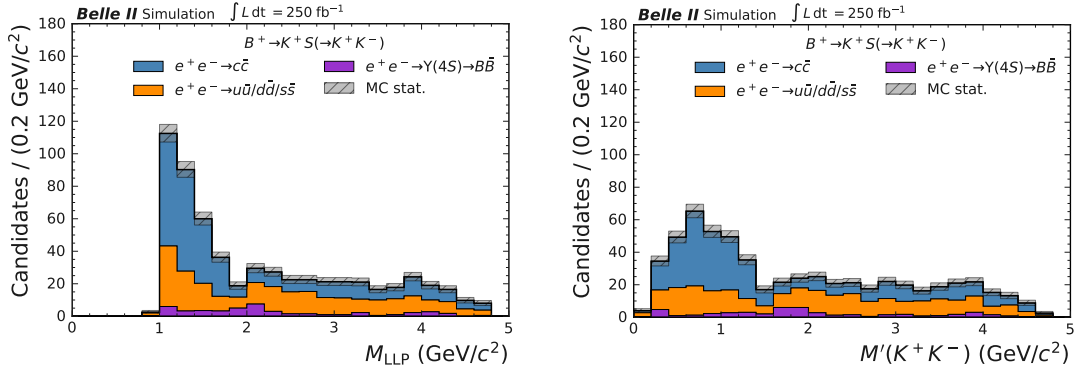 Belle II Simulation ∫ L dt = 250 fb⁻¹
B⁺→K⁺S(→K⁺K⁻)
e⁺e⁻→cc̄
e⁺e⁻→Υ(4S)→BB̄
e⁺e⁻→uū/dd̄/ss̄
MC stat.
Candidates / (0.2 GeV/c²)
180
160
140
120
100
80
60
40
20
0
0 1 2 3 4 5
M_LLP (GeV/c²)
Belle II Simulation ∫ L dt = 250 fb⁻¹
B⁺→K⁺S(→K⁺K⁻)
e⁺e⁻→cc̄
e⁺e⁻→Υ(4S)→BB̄
e⁺e⁻→uū/dd̄/ss̄
MC stat.
Candidates / (0.2 GeV/c²)
180
160
140
120
100
80
60
40
20
0
0 1 2 3 4 5
M′(K⁺K⁻) (GeV/c²)